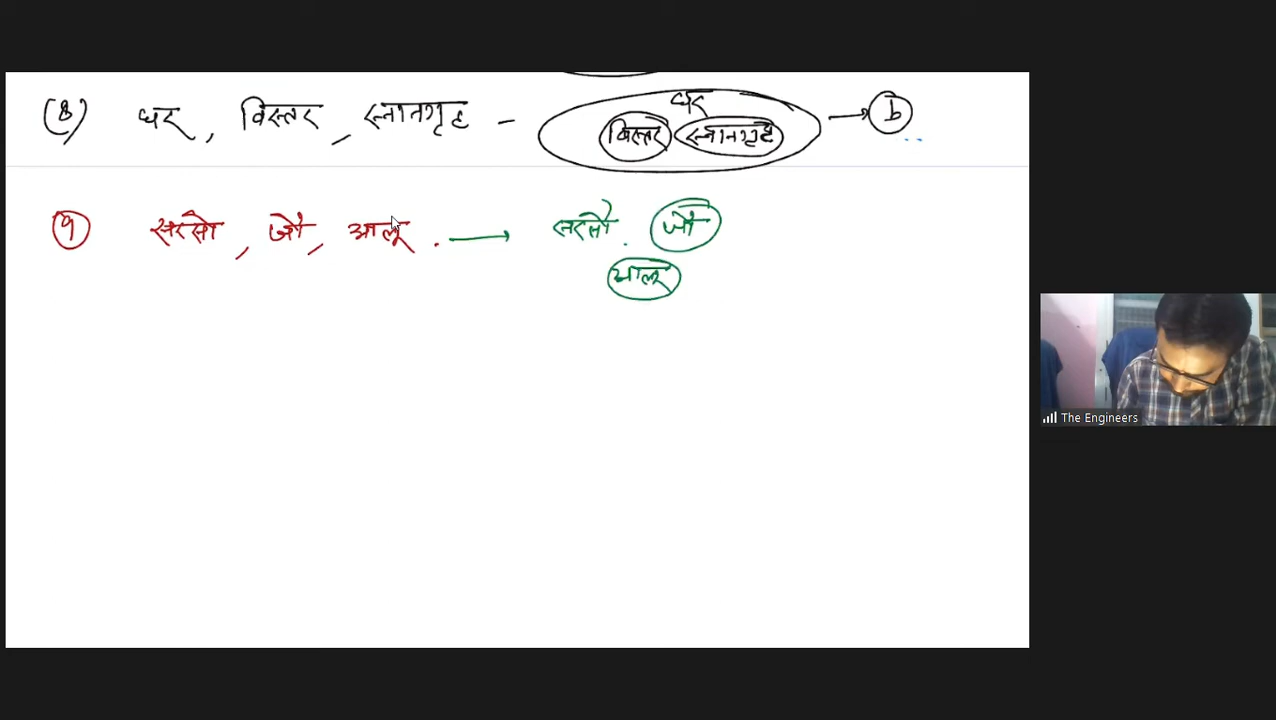 (8) घर, विस्तर, स्नानगृह - घर विस्तर स्नानगृह → b
9 सरसो, जौ, आलू. → सरसौ. जौ
आलू
The Engineers